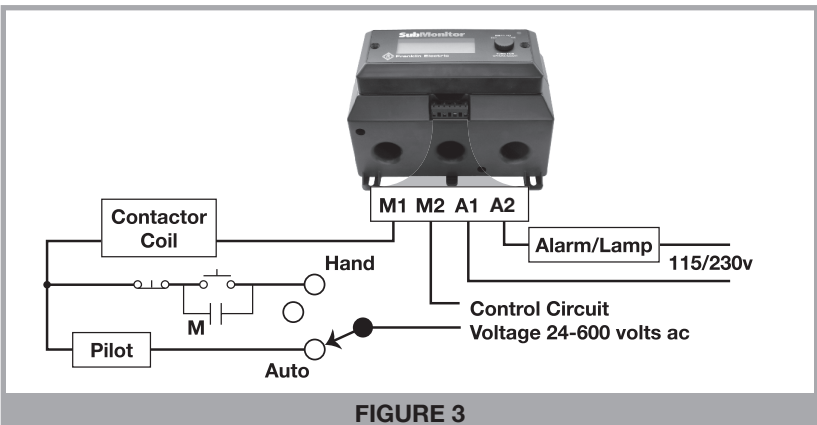 SubMonitor
Franklin Electric
M1 M2 A1 A2
Contactor
Coil
Alarm/Lamp
115/230v
Hand
M
Control Circuit
Voltage 24-600 volts ac
Pilot
Auto
FIGURE 3